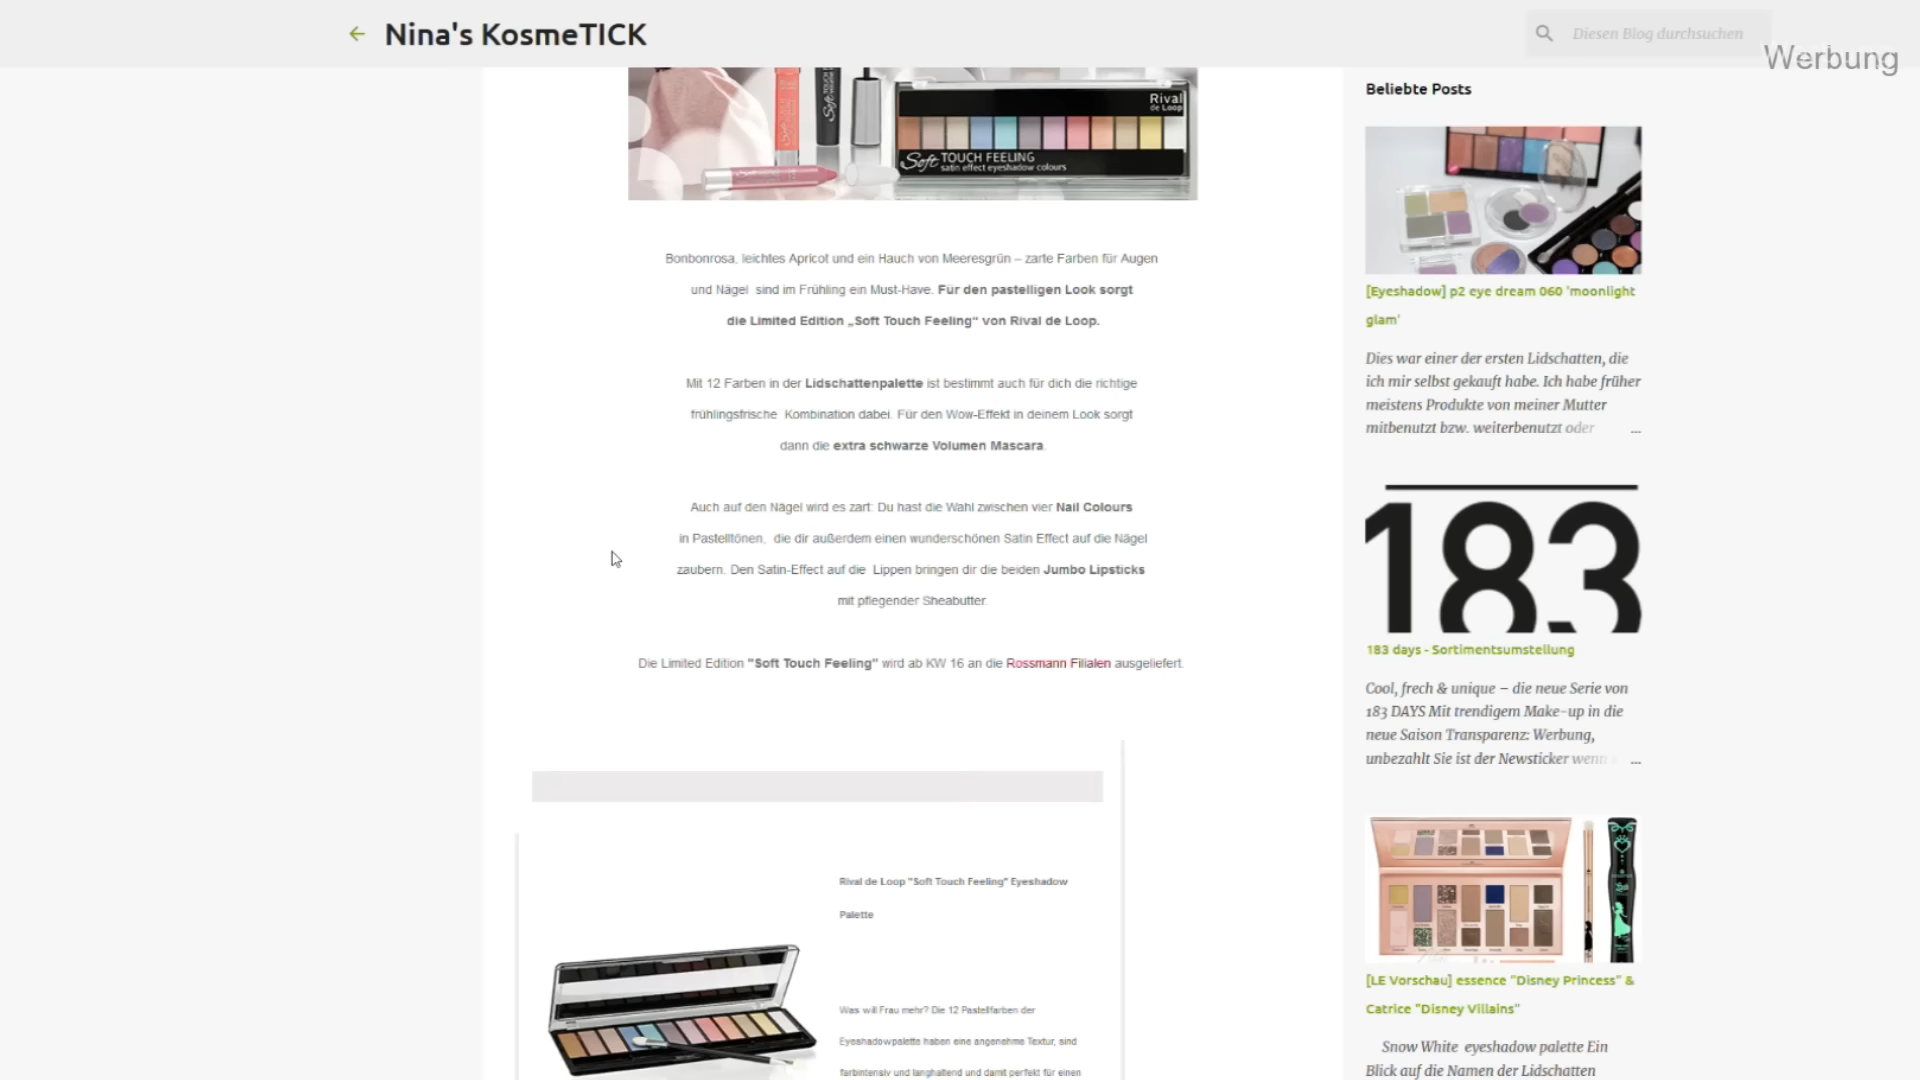 Nina's KosmeTICK
Diesen Blog durchsuchen
Werbung
Rival
de Loop
Soft TOUCH FEELING
satin effect eyeshadow colours
Bonbonrosa, leichtes Apricot und ein Hauch von Meeresgrün – zarte Farben für Augen
und Nägel sind im Frühling ein Must-Have. Für den pastelligen Look sorgt
die Limited Edition „Soft Touch Feeling“ von Rival de Loop.
Mit 12 Farben in der Lidschattenpalette ist bestimmt auch für dich die richtige
frühlingsfrische Kombination dabei. Für den Wow-Effekt in deinem Look sorgt
dann die extra schwarze Volumen Mascara.
Auch auf den Nägel wird es zart: Du hast die Wahl zwischen vier Nail Colours
in Pastelltönen, die dir außerdem einen wunderschönen Satin Effect auf die Nägel
zaubern. Den Satin-Effect auf die Lippen bringen dir die beiden Jumbo Lipsticks
mit pflegender Sheabutter.
Die Limited Edition "Soft Touch Feeling" wird ab KW 16 an die Rossmann Filialen ausgeliefert.
Rival de Loop "Soft Touch Feeling" Eyeshadow
Palette
Was will Frau mehr? Die 12 Pastellfarben der
Eyeshadowpalette haben eine angenehme Textur, sind
farbintensiv und langhaltend und damit perfekt für einen
Beliebte Posts
[Eyeshadow] p2 eye dream 060 'moonlight
glam'
Dies war einer der ersten Lidschatten, die
ich mir selbst gekauft habe. Ich habe früher
meistens Produkte von meiner Mutter
mitbenutzt bzw. weiterbenutzt oder ...
183
183 days - Sortimentsumstellung
Cool, frech & unique – die neue Serie von
183 DAYS Mit trendigem Make-up in die
neue Saison Transparenz: Werbung,
unbezahlt Sie ist der Newsticker wenn ...
[LE Vorschau] essence "Disney Princess" &
Catrice "Disney Villains"
Snow White eyeshadow palette Ein
Blick auf die Namen der Lidschatten